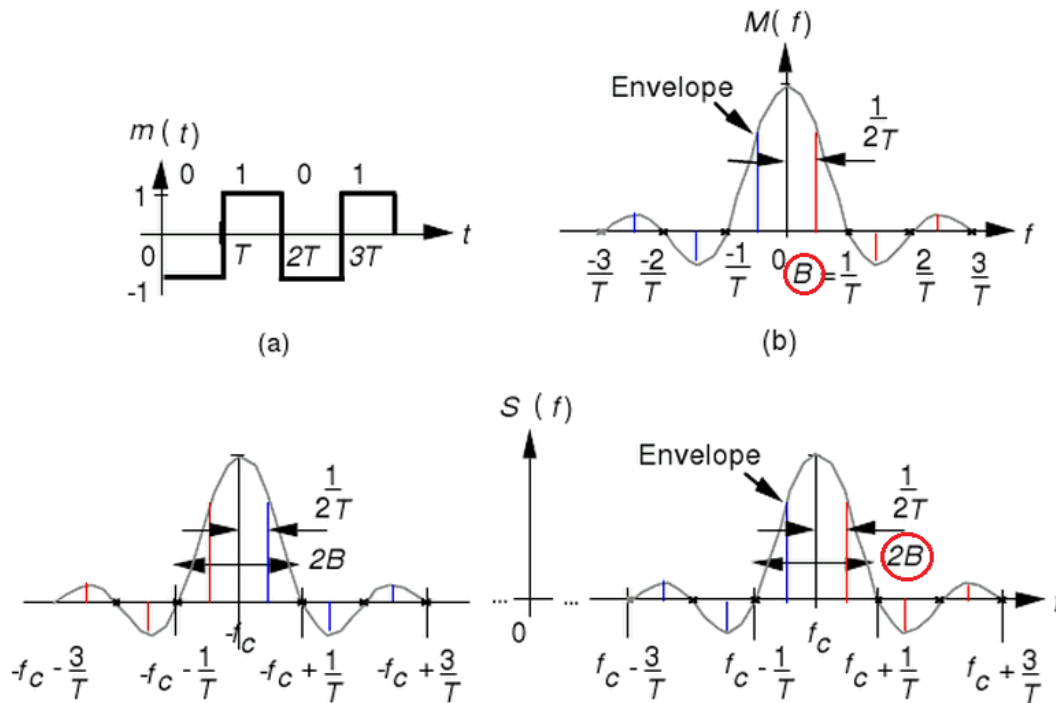 M( f )
Envelope
1/2T
m ( t )
0 1 0 1
1
0
T 2T 3T
t
-1
(a)
-3/T -2/T -1/T 0 B = 1/T 2/T 3/T
f
(b)
S ( f )
Envelope
1/2T
2B
1/2T
2B
... ...
0
-fc
fc
-fc - 3/T -fc - 1/T -fc + 1/T -fc + 3/T
fc - 3/T fc - 1/T fc + 1/T fc + 3/T